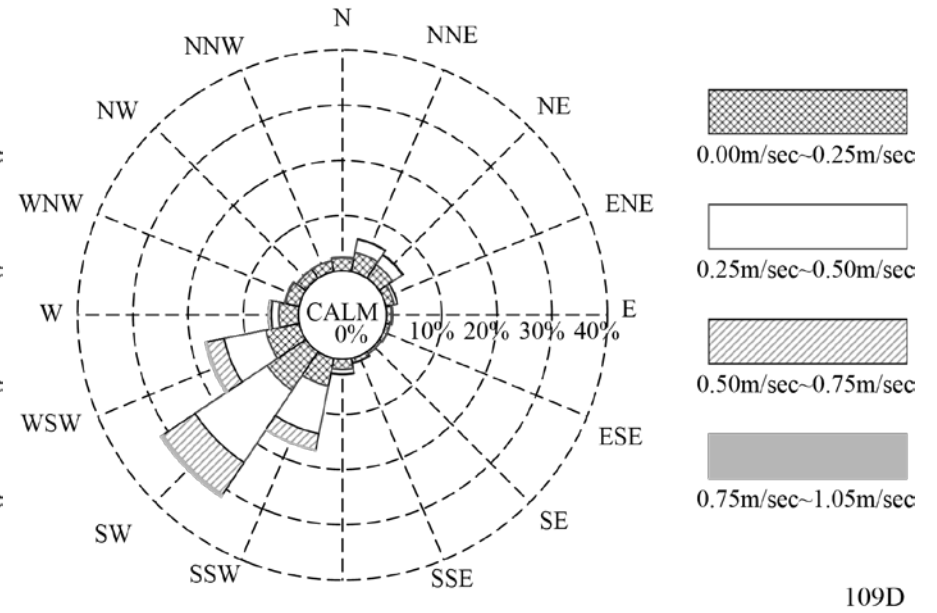 N
NNW
NNE
NW
NE
WNW
ENE
W
CALM
0%
10%
20%
30%
40%
E
WSW
ESE
SW
SE
SSW
SSE
0.00m/sec~0.25m/sec
0.25m/sec~0.50m/sec
0.50m/sec~0.75m/sec
0.75m/sec~1.05m/sec
109D